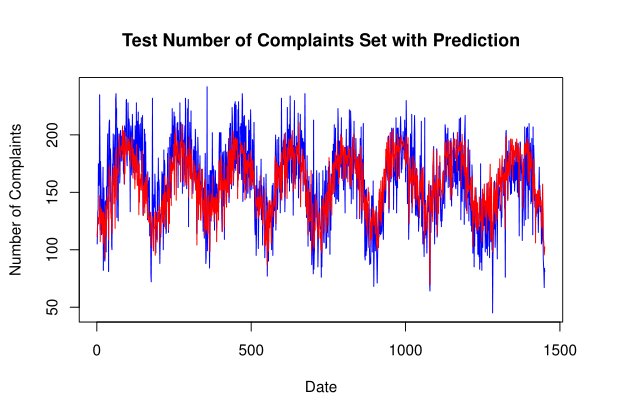 Test Number of Complaints Set with Prediction
Number of Complaints
200
150
100
50
0 500 1000 1500
Date